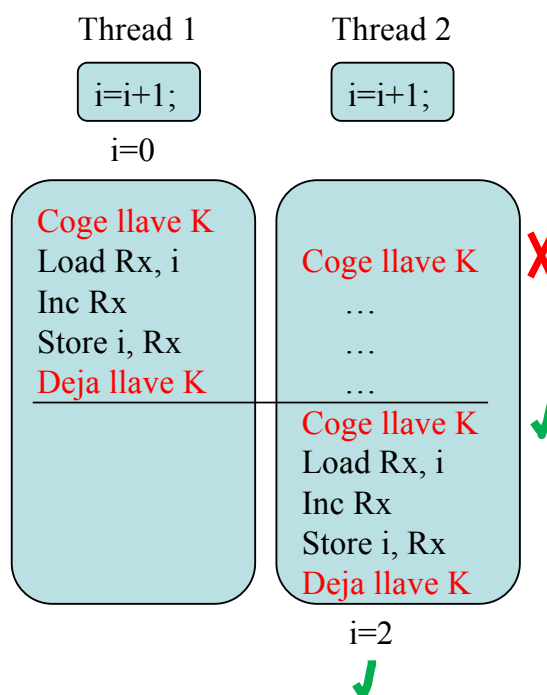 Thread 1
Thread 2
i=i+1;
i=i+1;
i=0
Coge llave K
Load Rx, i
Inc Rx
Store i, Rx
Deja llave K
Coge llave K
…
…
…
Coge llave K
Load Rx, i
Inc Rx
Store i, Rx
Deja llave K
i=2